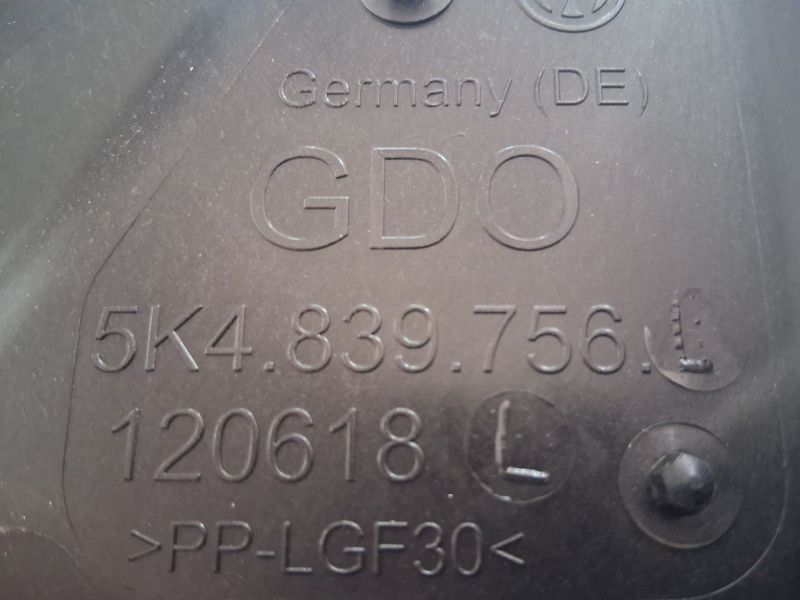 Germany (DE)
GDO
5K4.839.756.L
120618 L
>PP-LGF30<